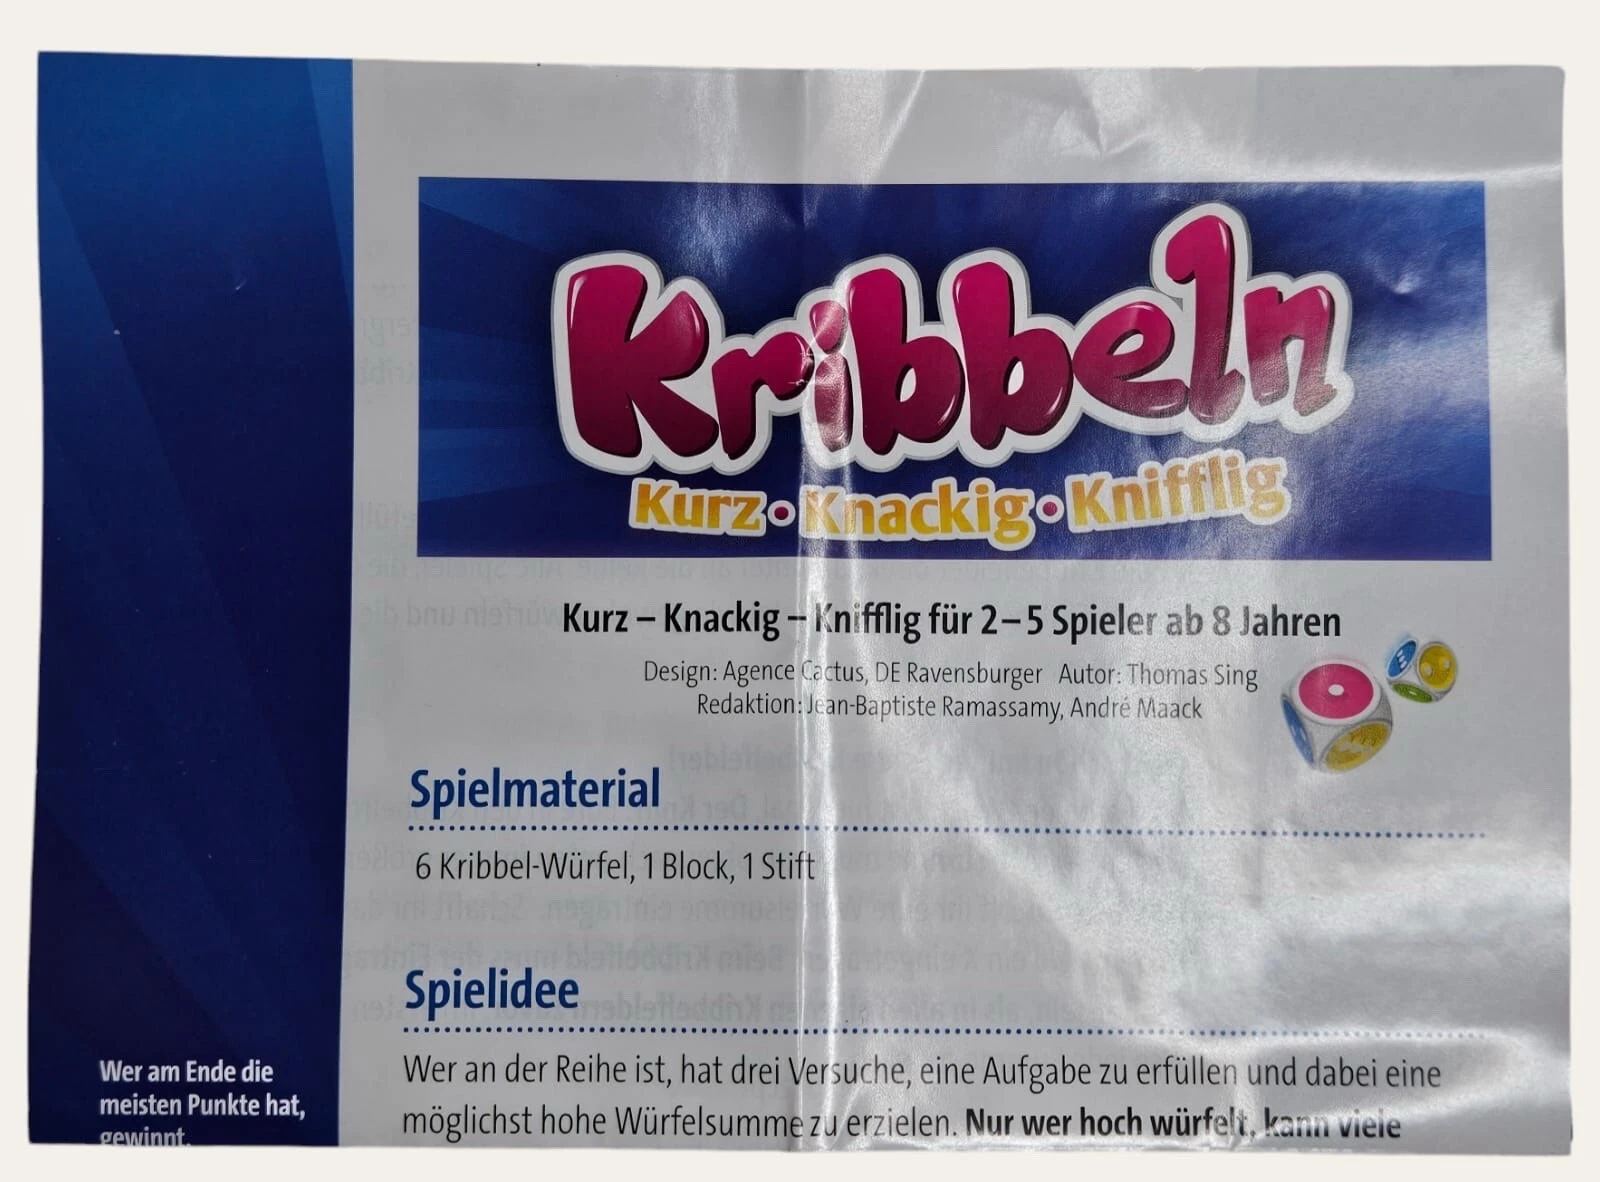 Kribbeln
Kurz • Knackig • Knifflig
Kurz – Knackig – Knifflig für 2 – 5 Spieler ab 8 Jahren
Design: Agence Cactus, DE Ravensburger Autor: Thomas Sing
Redaktion: Jean-Baptiste Ramassamy, André Maack
Spielmaterial
6 Kribbel-Würfel, 1 Block, 1 Stift
Spielidee
Wer an der Reihe ist, hat drei Versuche, eine Aufgabe zu erfüllen und dabei eine
möglichst hohe Würfelsumme zu erzielen. Nur wer hoch würfelt, kann viele
Wer am Ende die
meisten Punkte hat,
gewinnt.